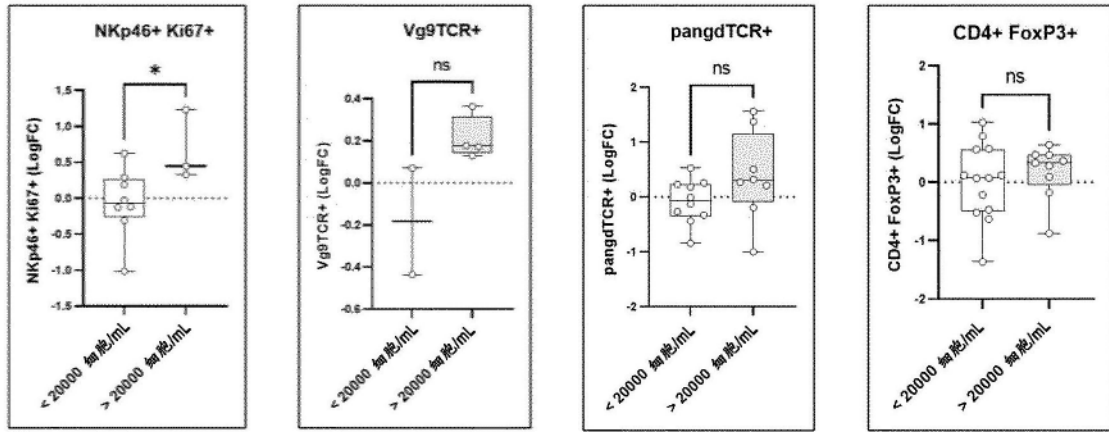 NKp46+ Ki67+
*
NKp46+ Ki67+ (LogFC)
1.5
1.0
0.5
0.0
-0.5
-1.0
-1.5
< 20000 细胞/mL
> 20000 细胞/mL
Vg9TCR+
ns
Vg9TCR+ (LogFC)
0.4
0.2
0.0
-0.2
-0.4
-0.6
< 20000 细胞/mL
> 20000 细胞/mL
pangdTCR+
ns
pangdTCR+ (LogFC)
2
1
0
-1
-2
< 20000 细胞/mL
> 20000 细胞/mL
CD4+ FoxP3+
ns
CD4+ FoxP3+ (LogFC)
2
1
0
-1
-2
< 20000 细胞/mL
> 20000 细胞/mL